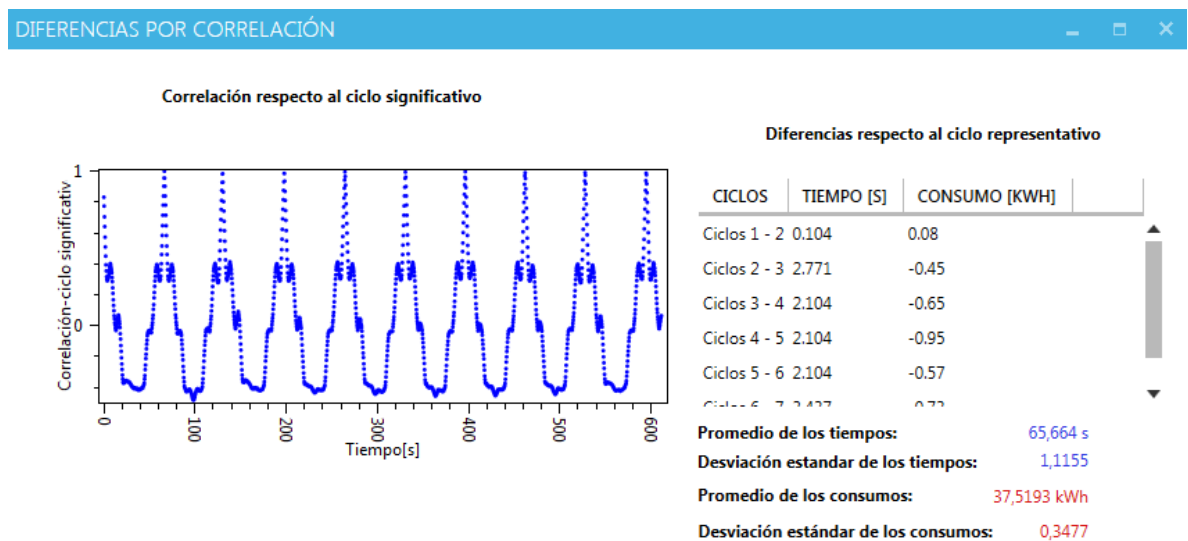 DIFERENCIAS POR CORRELACIÓN
Correlación respecto al ciclo significativo
Correlación-ciclo significativ
1
0
0
100
200
300
400
500
600
Tiempo[s]
Diferencias respecto al ciclo representativo
CICLOS TIEMPO [S] CONSUMO [KWH]
Ciclos 1 - 2 0.104 0.08
Ciclos 2 - 3 2.771 -0.45
Ciclos 3 - 4 2.104 -0.65
Ciclos 4 - 5 2.104 -0.95
Ciclos 5 - 6 2.104 -0.57
Promedio de los tiempos: 65,664 s
Desviación estandar de los tiempos: 1,1155
Promedio de los consumos: 37,5193 kWh
Desviación estándar de los consumos: 0,3477